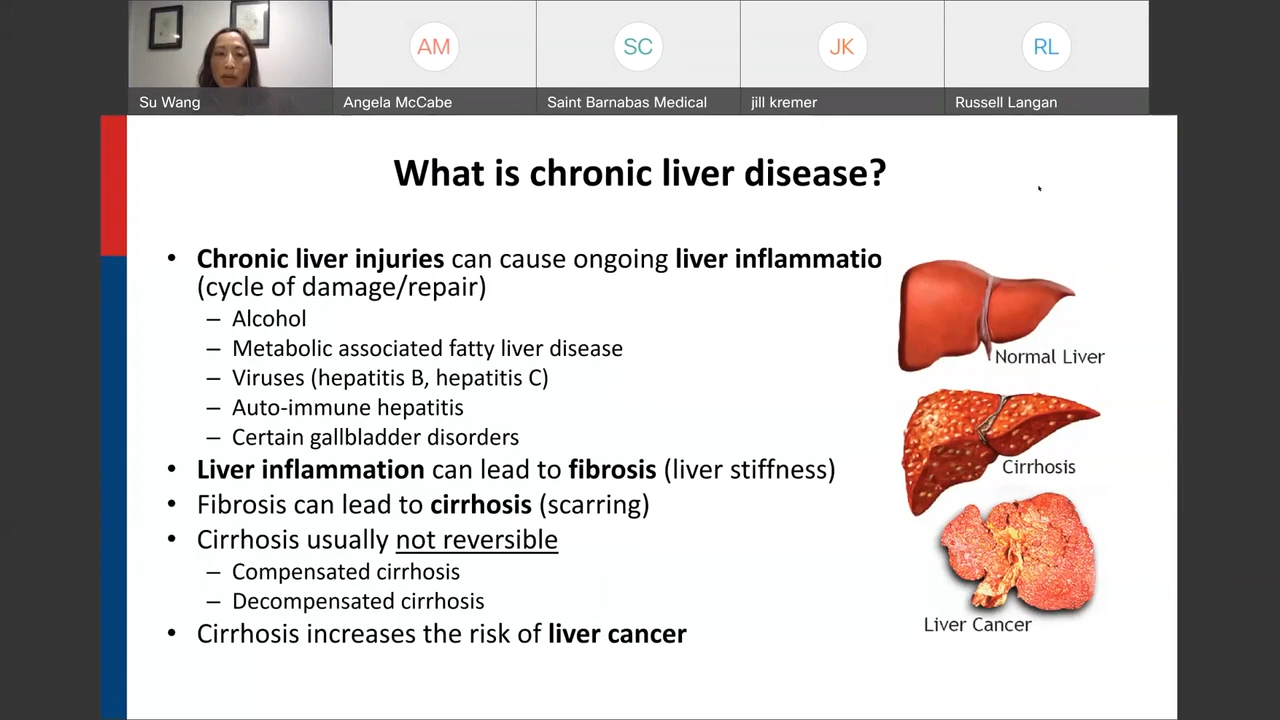 AM
SC
JK
RL
Su Wang
Angela McCabe
Saint Barnabas Medical
jill kremer
Russell Langan
What is chronic liver disease?
• Chronic liver injuries can cause ongoing liver inflammatio
(cycle of damage/repair)
– Alcohol
– Metabolic associated fatty liver disease
– Viruses (hepatitis B, hepatitis C)
– Auto-immune hepatitis
– Certain gallbladder disorders
• Liver inflammation can lead to fibrosis (liver stiffness)
• Fibrosis can lead to cirrhosis (scarring)
• Cirrhosis usually not reversible
– Compensated cirrhosis
– Decompensated cirrhosis
• Cirrhosis increases the risk of liver cancer
Normal Liver
Cirrhosis
Liver Cancer